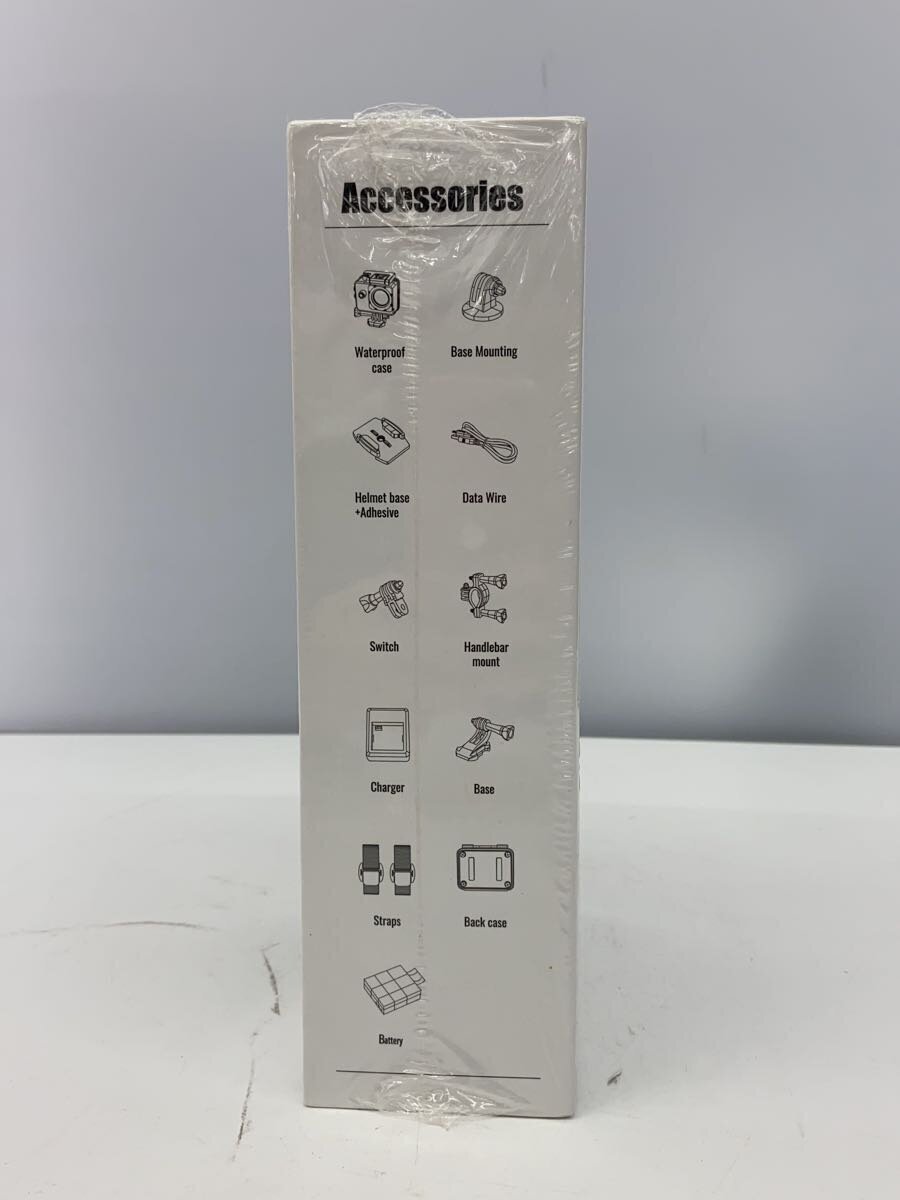 Accessories
Waterproof
case
Base Mounting
Helmet base
+Adhesive
Data Wire
Switch
Handlebar
mount
Charger
Base
Straps
Back case
Battery